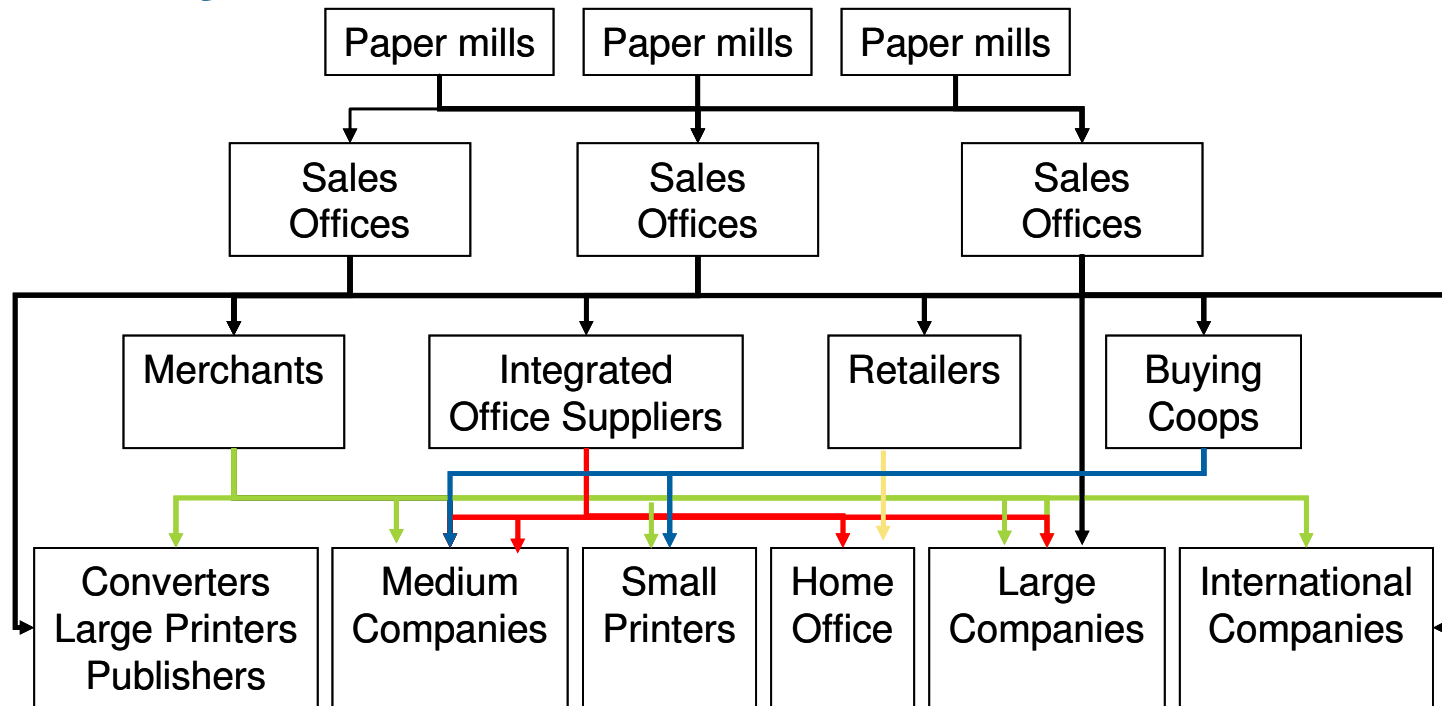 Paper mills
Paper mills
Paper mills
Sales
Offices
Sales
Offices
Sales
Offices
Merchants
Integrated
Office Suppliers
Retailers
Buying
Coops
Converters
Large Printers
Publishers
Medium
Companies
Small
Printers
Home
Office
Large
Companies
International
Companies